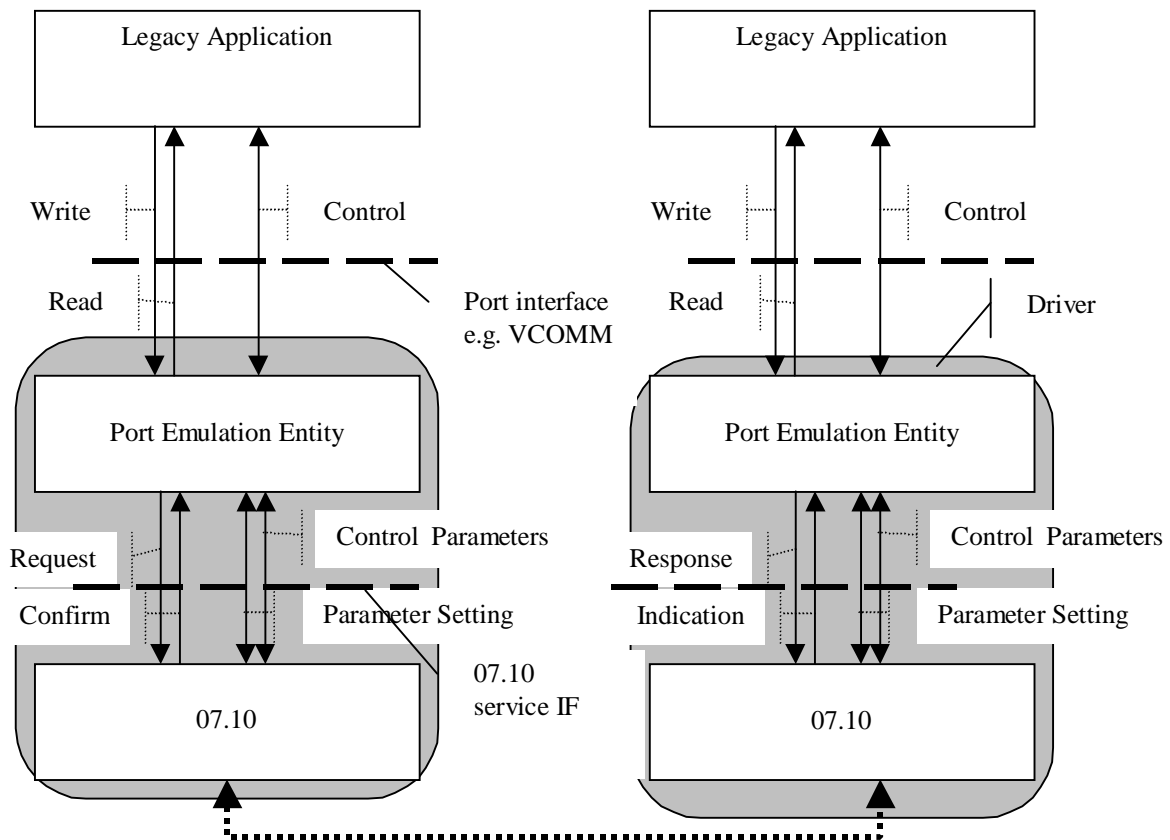 Legacy Application
Legacy Application
Write
Control
Write
Control
Read
Port interface
e.g. VCOMM
Read
Driver
Port Emulation Entity
Port Emulation Entity
Request
Control Parameters
Response
Control Parameters
Confirm
Parameter Setting
Indication
Parameter Setting
07.10
service IF
07.10
07.10